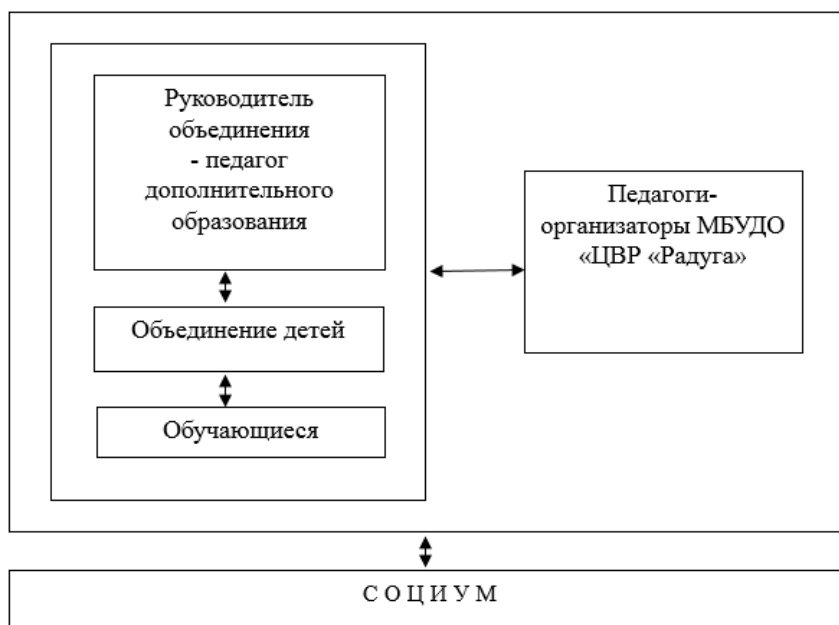 Руководитель
объединения
- педагог
дополнительного
образования
Объединение детей
Обучающиеся
Педагоги-
организаторы МБУДО
«ЦВР «Радуга»
С О Ц И У М